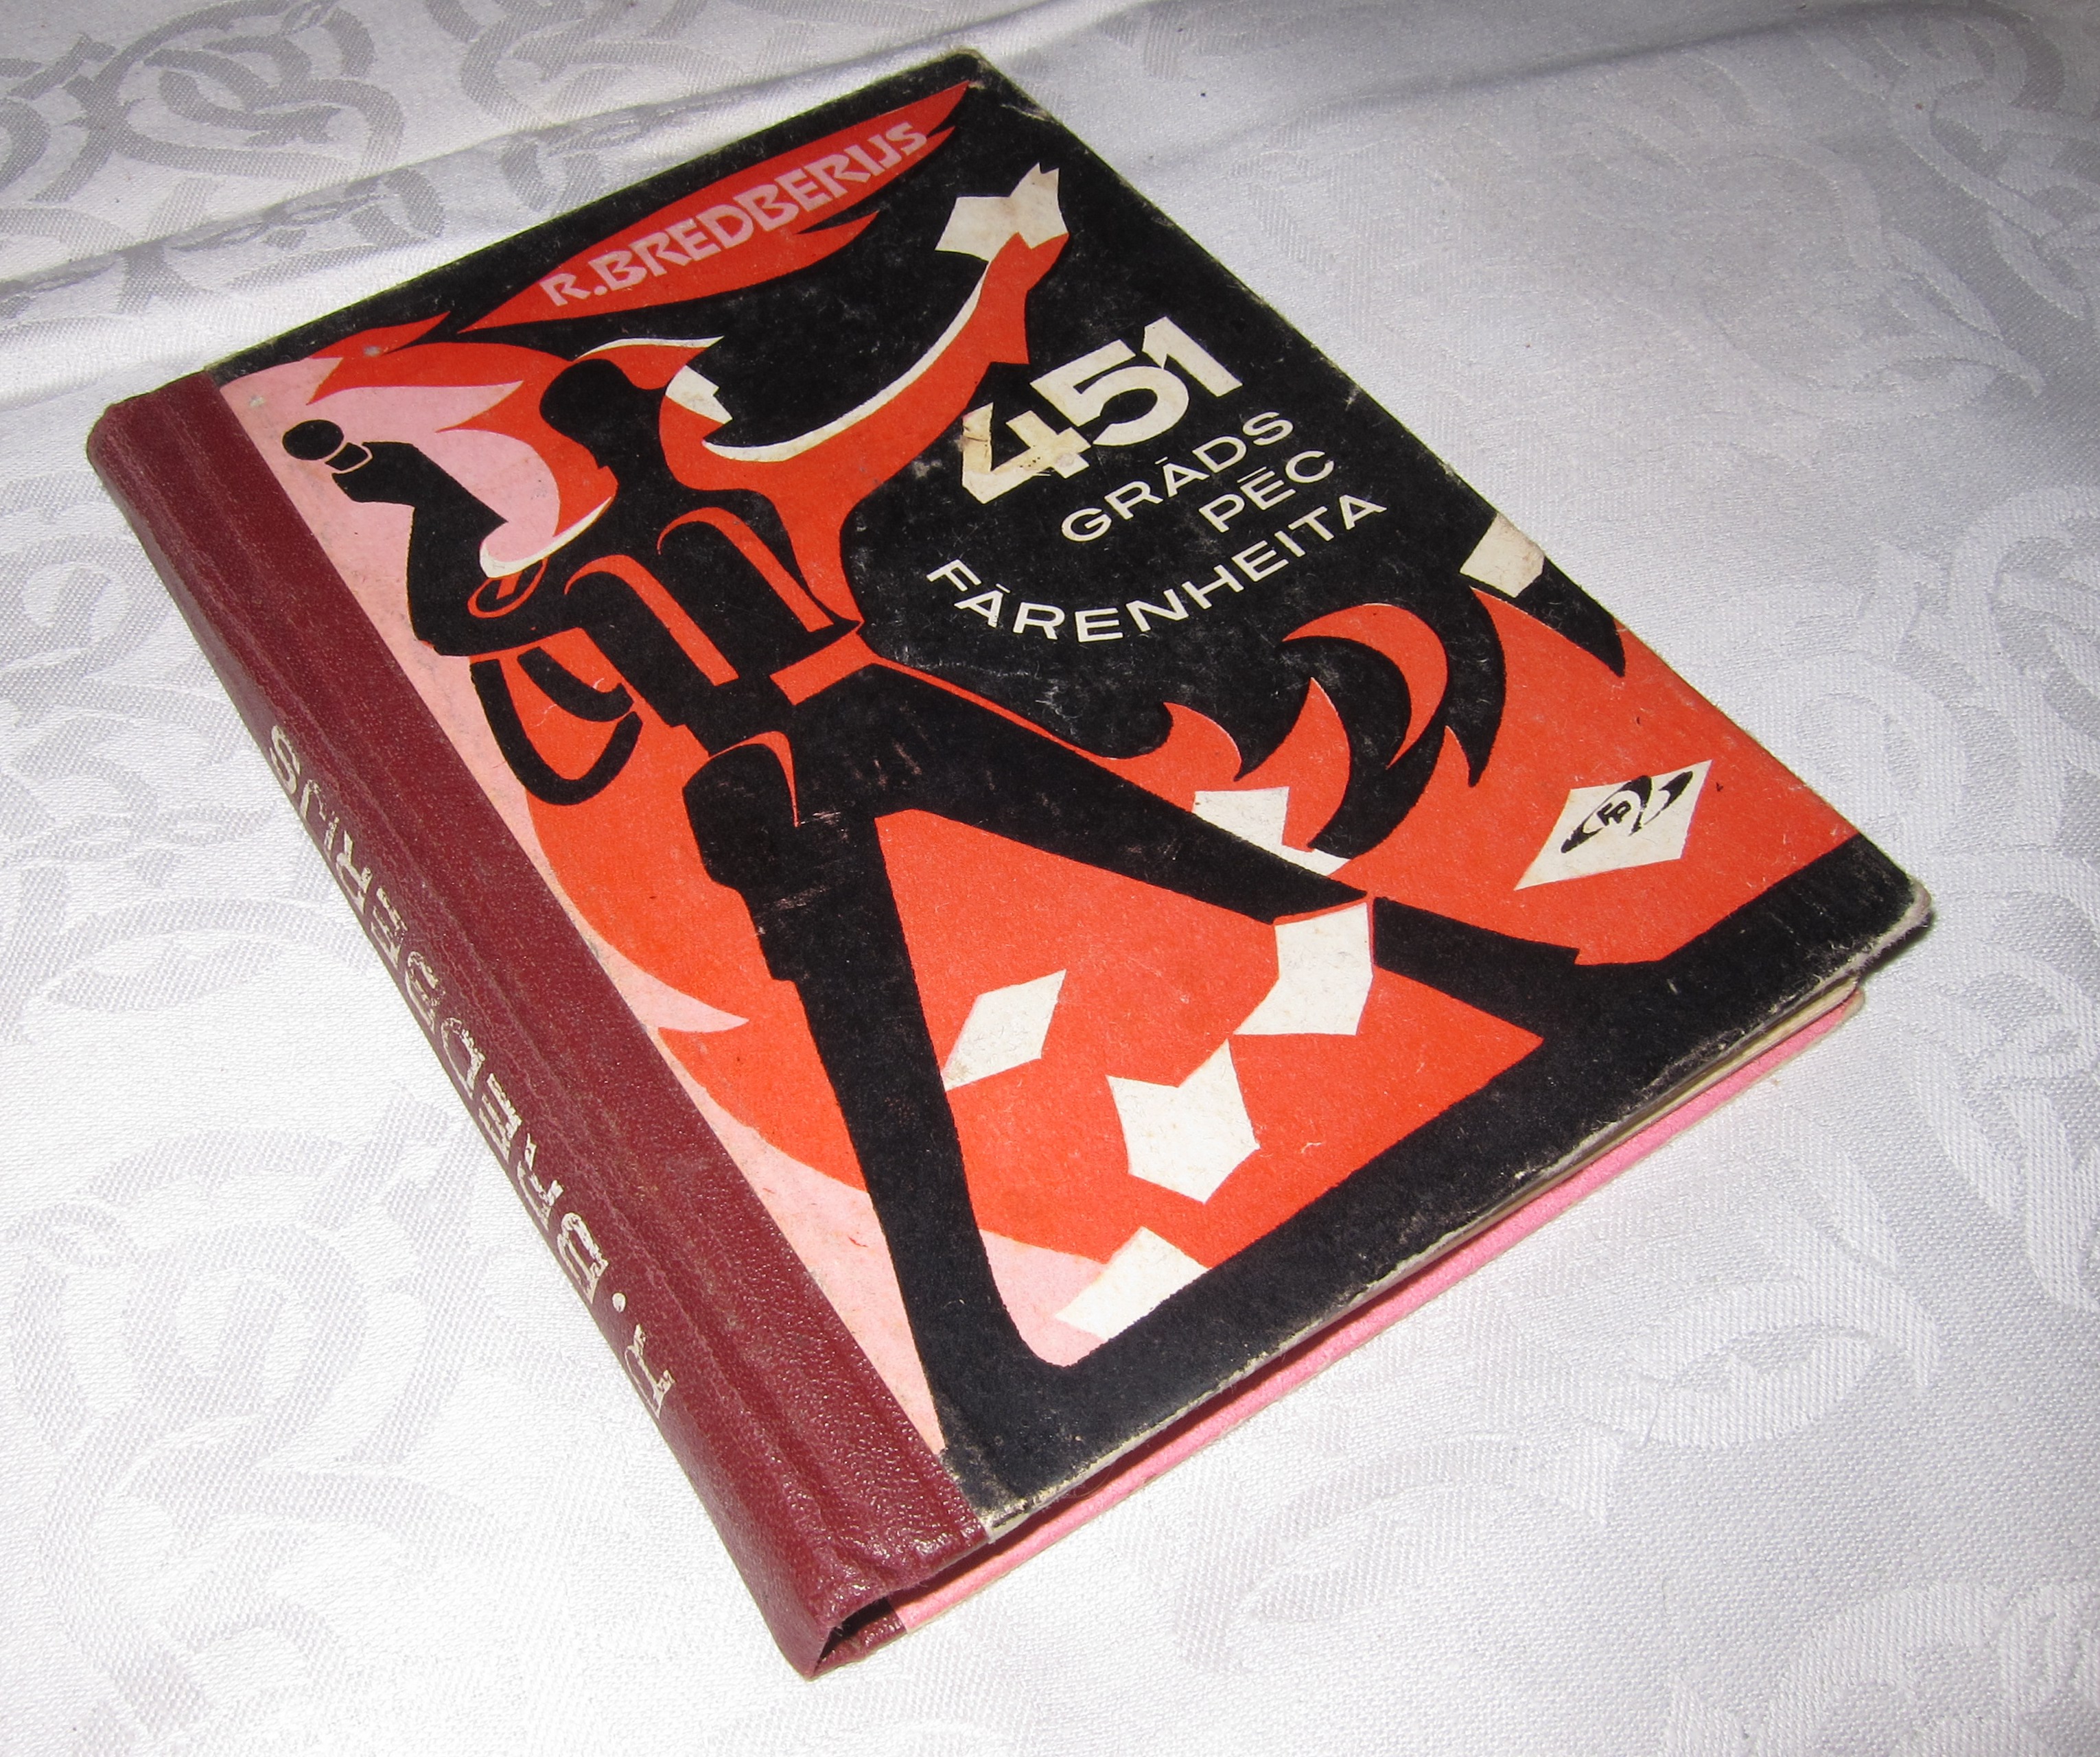 R.BREDBERIJS
451
GRĀDS
PĒC
FĀRENHEITA
R.BREDBERIJS